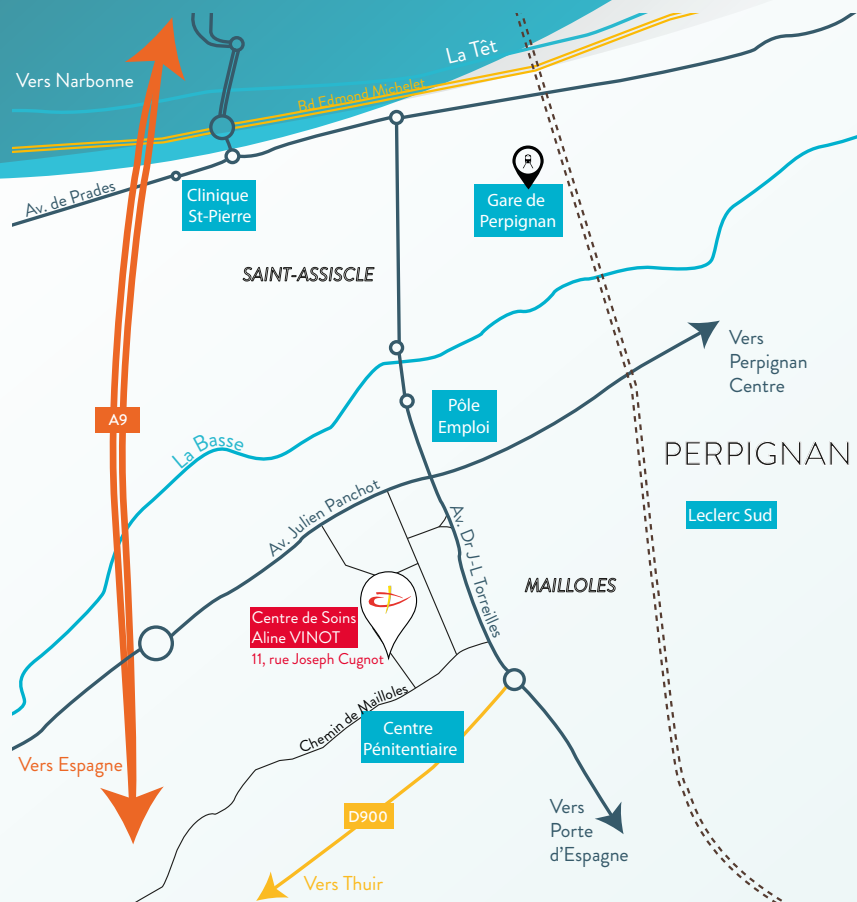 La Têt
Vers Narbonne
Bd Edmond Michelet
Av. de Prades
Clinique
St-Pierre
Gare de
Perpignan
SAINT-ASSISCLE
Vers
Perpignan
Centre
Pôle
Emploi
A9
La Basse
PERPIGNAN
Av. Julien Panchot
Leclerc Sud
Av. Dr J-L Torreilles
MAILLOLES
Centre de Soins
Aline VINOT
11, rue Joseph Cugnot
Chemin de Mailloles
Centre
Pénitentiaire
Vers Espagne
D900
Vers
Porte
d'Espagne
Vers Thuir